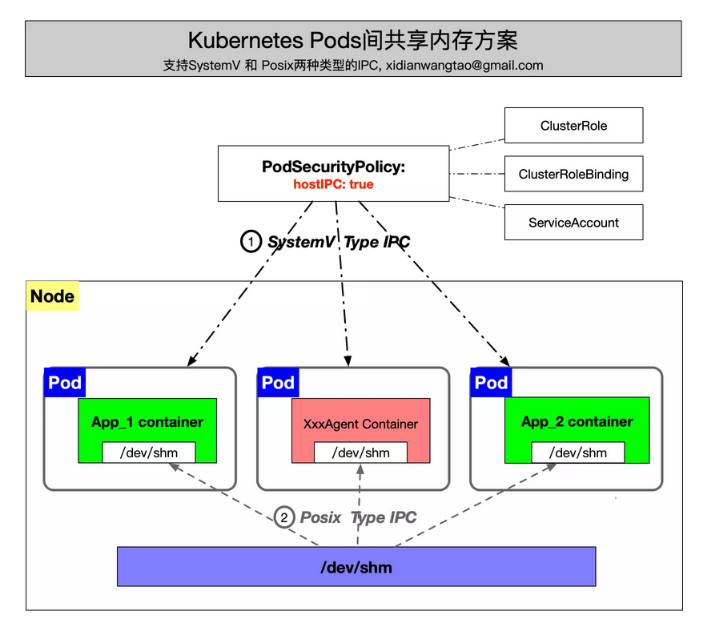 Kubernetes Pods间共享内存方案
支持SystemV 和 Posix两种类型的IPC, xidianwangtao@gmail.com
ClusterRole
PodSecurityPolicy:
hostIPC: true
ClusterRoleBinding
ServiceAccount
1 SystemV Type IPC
Node
Pod
Pod
Pod
App_1 container
XxxAgent Container
App_2 container
/dev/shm
/dev/shm
/dev/shm
2 Posix Type IPC
/dev/shm